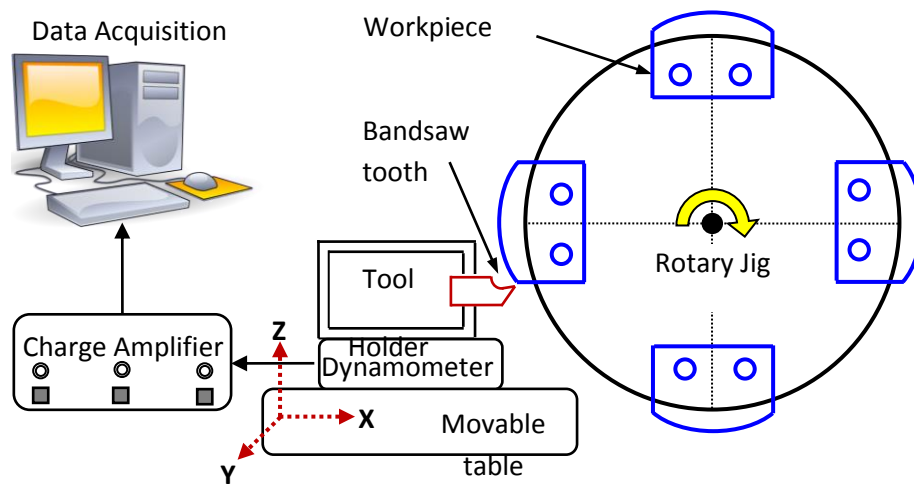 Data Acquisition
Workpiece
Bandsaw
tooth
Rotary Jig
Tool
Holder
Dynamometer
Charge Amplifier
Z
X
Y
Movable
table